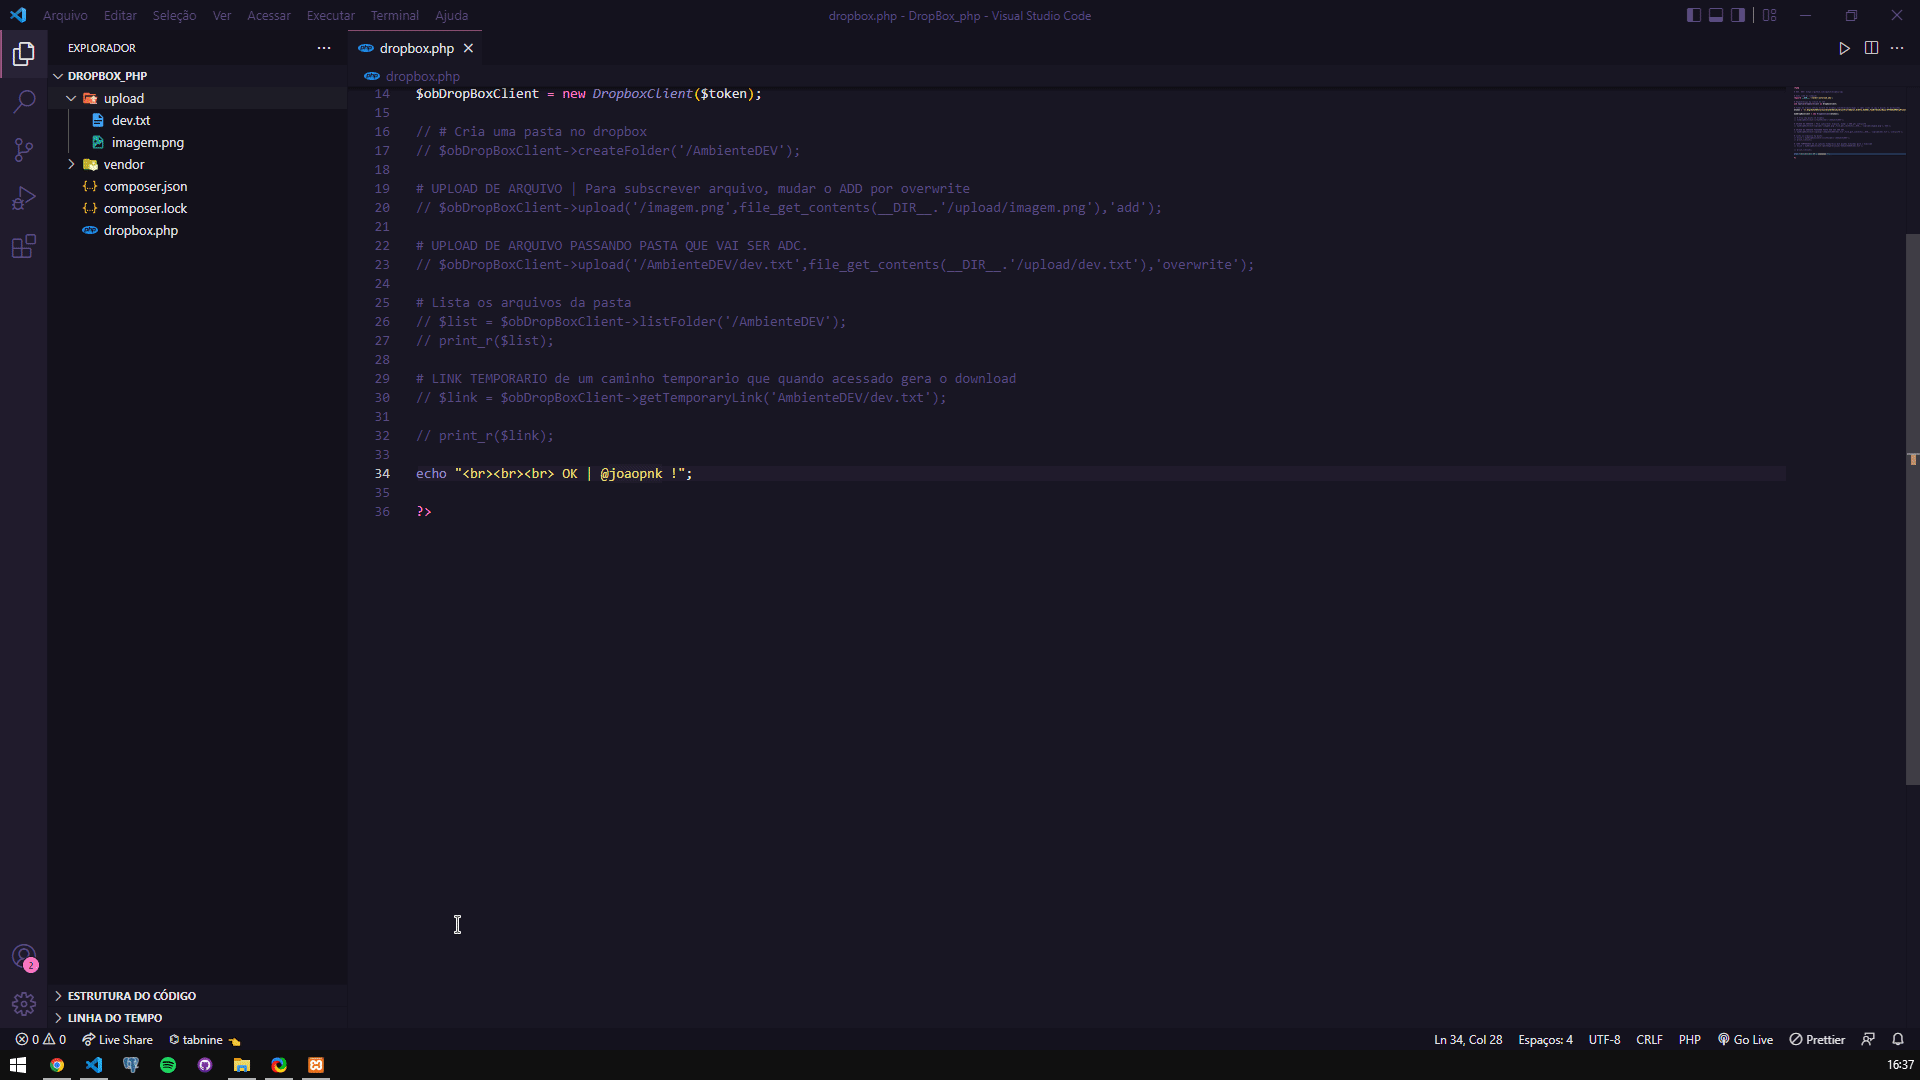 Arquivo Editar Seleção Ver Acessar Executar Terminal Ajuda
dropbox.php - DropBox_php - Visual Studio Code
EXPLORADOR
dropbox.php
DROPBOX_PHP
dropbox.php
upload
dev.txt
imagem.png
vendor
composer.json
composer.lock
dropbox.php
14 $obDropBoxClient = new DropboxClient($token);
15
16 // # Cria uma pasta no dropbox
17 // $obDropBoxClient->createFolder('/AmbienteDEV');
18
19 # UPLOAD DE ARQUIVO | Para subscrever arquivo, mudar o ADD por overwrite
20 // $obDropBoxClient->upload('/imagem.png',file_get_contents(__DIR__.'/upload/imagem.png'),'add');
21
22 # UPLOAD DE ARQUIVO PASSANDO PASTA QUE VAI SER ADC.
23 // $obDropBoxClient->upload('/AmbienteDEV/dev.txt',file_get_contents(__DIR__.'/upload/dev.txt'),'overwrite');
24
25 # Lista os arquivos da pasta
26 // $list = $obDropBoxClient->listFolder('/AmbienteDEV');
27 // print_r($list);
28
29 # LINK TEMPORARIO de um caminho temporario que quando acessado gera o download
30 // $link = $obDropBoxClient->getTemporaryLink('AmbienteDEV/dev.txt');
31
32 // print_r($link);
33
34 echo "<br><br><br> OK | @joaopnk !";
35
36 ?>
2
ESTRUTURA DO CÓDIGO
LINHA DO TEMPO
0 0 Live Share tabnine
Ln 34, Col 28 Espaços: 4 UTF-8 CRLF PHP Go Live Prettier
16:37